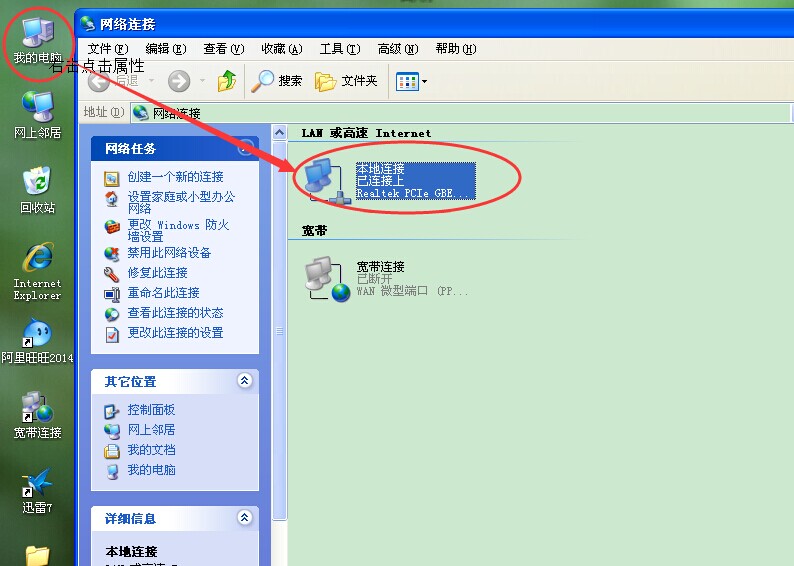 我的电脑
右击点击属性
网上邻居
回收站
Internet
Explorer
阿里旺旺2014
宽带连接
迅雷7
网络连接
文件(F) 编辑(E) 查看(V) 收藏(A) 工具(T) 高级(N) 帮助(H)
后退 搜索 文件夹
地址(D) 网络连接
网络任务
创建一个新的连接
设置家庭或小型办公
网络
更改 Windows 防火
墙设置
禁用此网络设备
修复此连接
重命名此连接
查看此连接的状态
更改此连接的设置
其它位置
控制面板
网上邻居
我的文档
我的电脑
详细信息
本地连接
LAN 或高速 Internet
本地连接
已连接上
Realtek PCIe GBE...
宽带
宽带连接
已断开
WAN 微型端口 (PP...